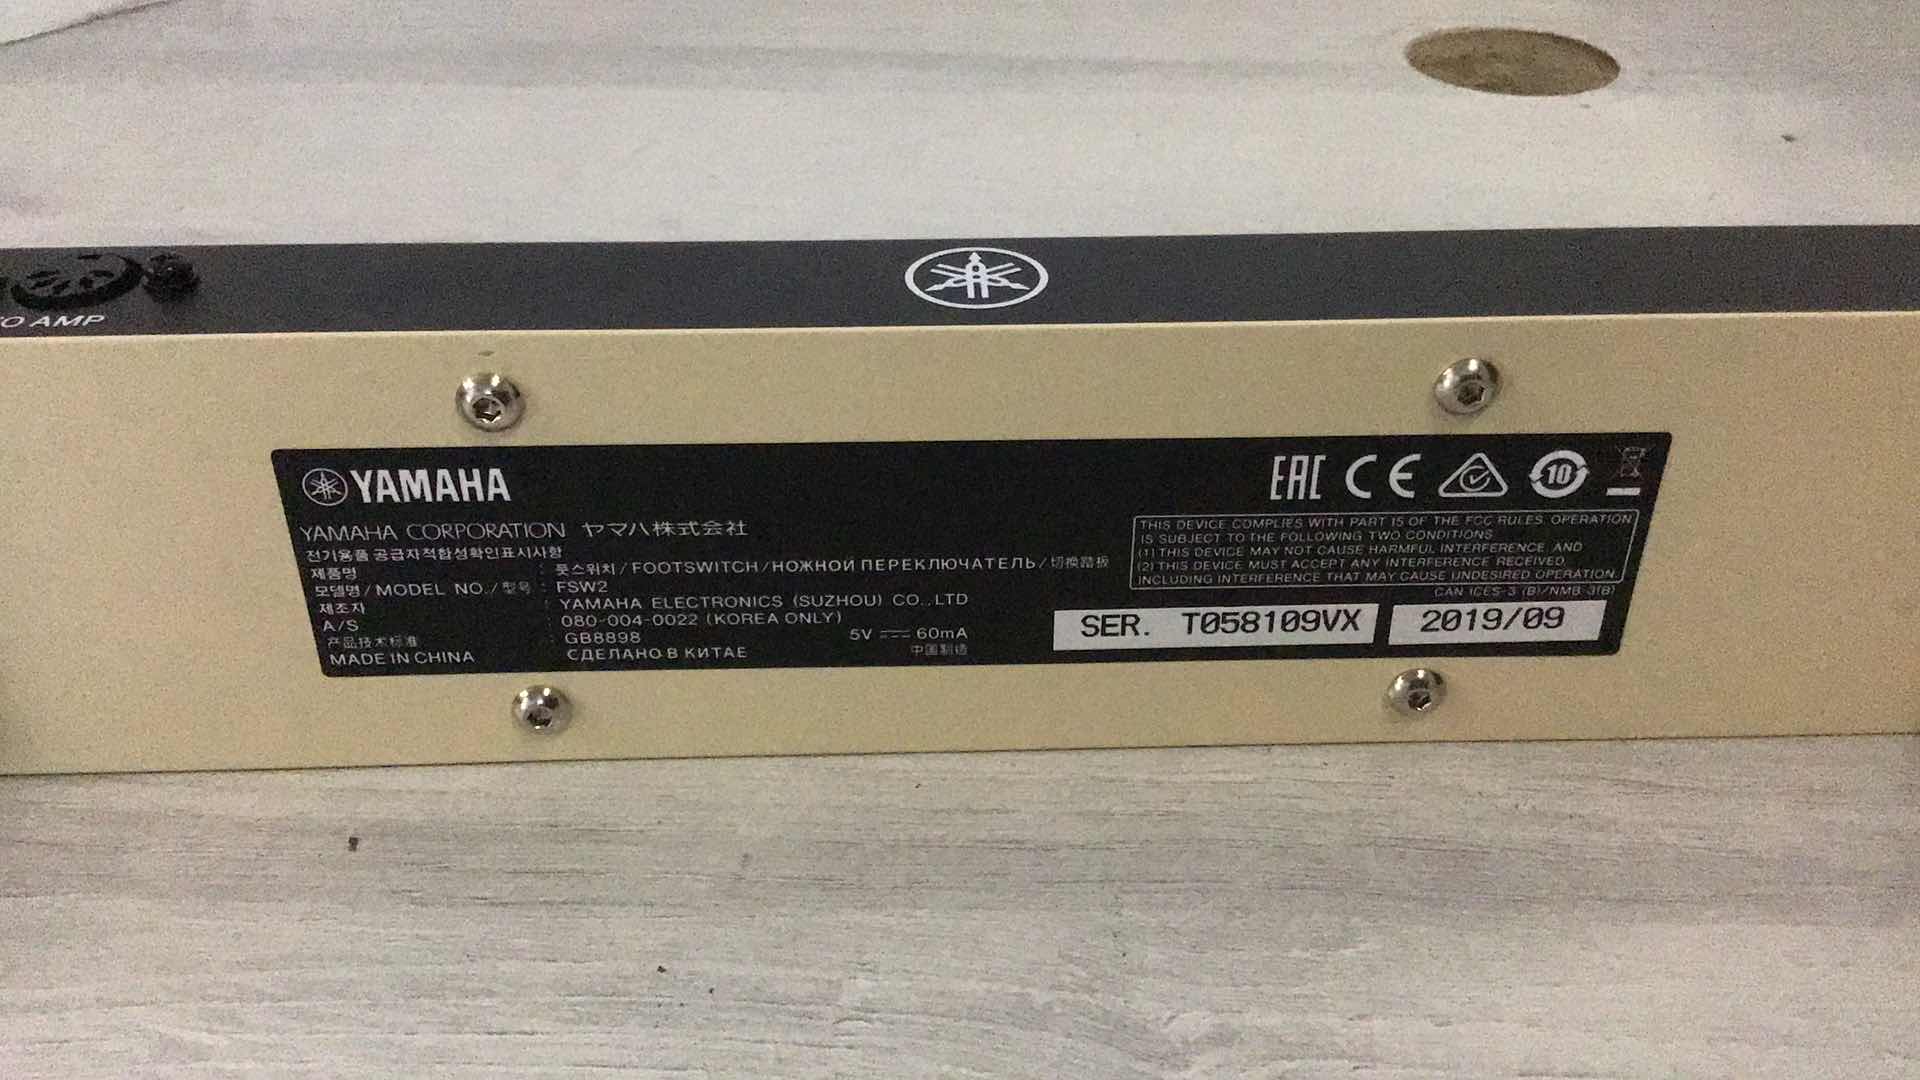 TO AMP
YAMAHA
EAC CE 10
YAMAHA CORPORATION ヤマハ株式会社
전기용품 공급자적합성확인표시사항
제품명 : 풋스위치/FOOTSWITCH/НОЖНОЙ ПЕРЕКЛЮЧАТЕЛЬ/切换踏板
모델명/MODEL NO./型号 : FSW2
제조자 : YAMAHA ELECTRONICS (SUZHOU) CO.,LTD
A/S : 080-004-0022 (KOREA ONLY)
产品技术标准 : GB8898 5V 60mA
MADE IN CHINA СДЕЛАНО В КИТАЕ 中国制造
THIS DEVICE COMPLIES WITH PART 15 OF THE FCC RULES. OPERATION
IS SUBJECT TO THE FOLLOWING TWO CONDITIONS
(1) THIS DEVICE MAY NOT CAUSE HARMFUL INTERFERENCE, AND
(2) THIS DEVICE MUST ACCEPT ANY INTERFERENCE RECEIVED,
INCLUDING INTERFERENCE THAT MAY CAUSE UNDESIRED OPERATION.
CAN ICES-3 (B)/NMB-3(B)
SER. T058109VX 2019/09